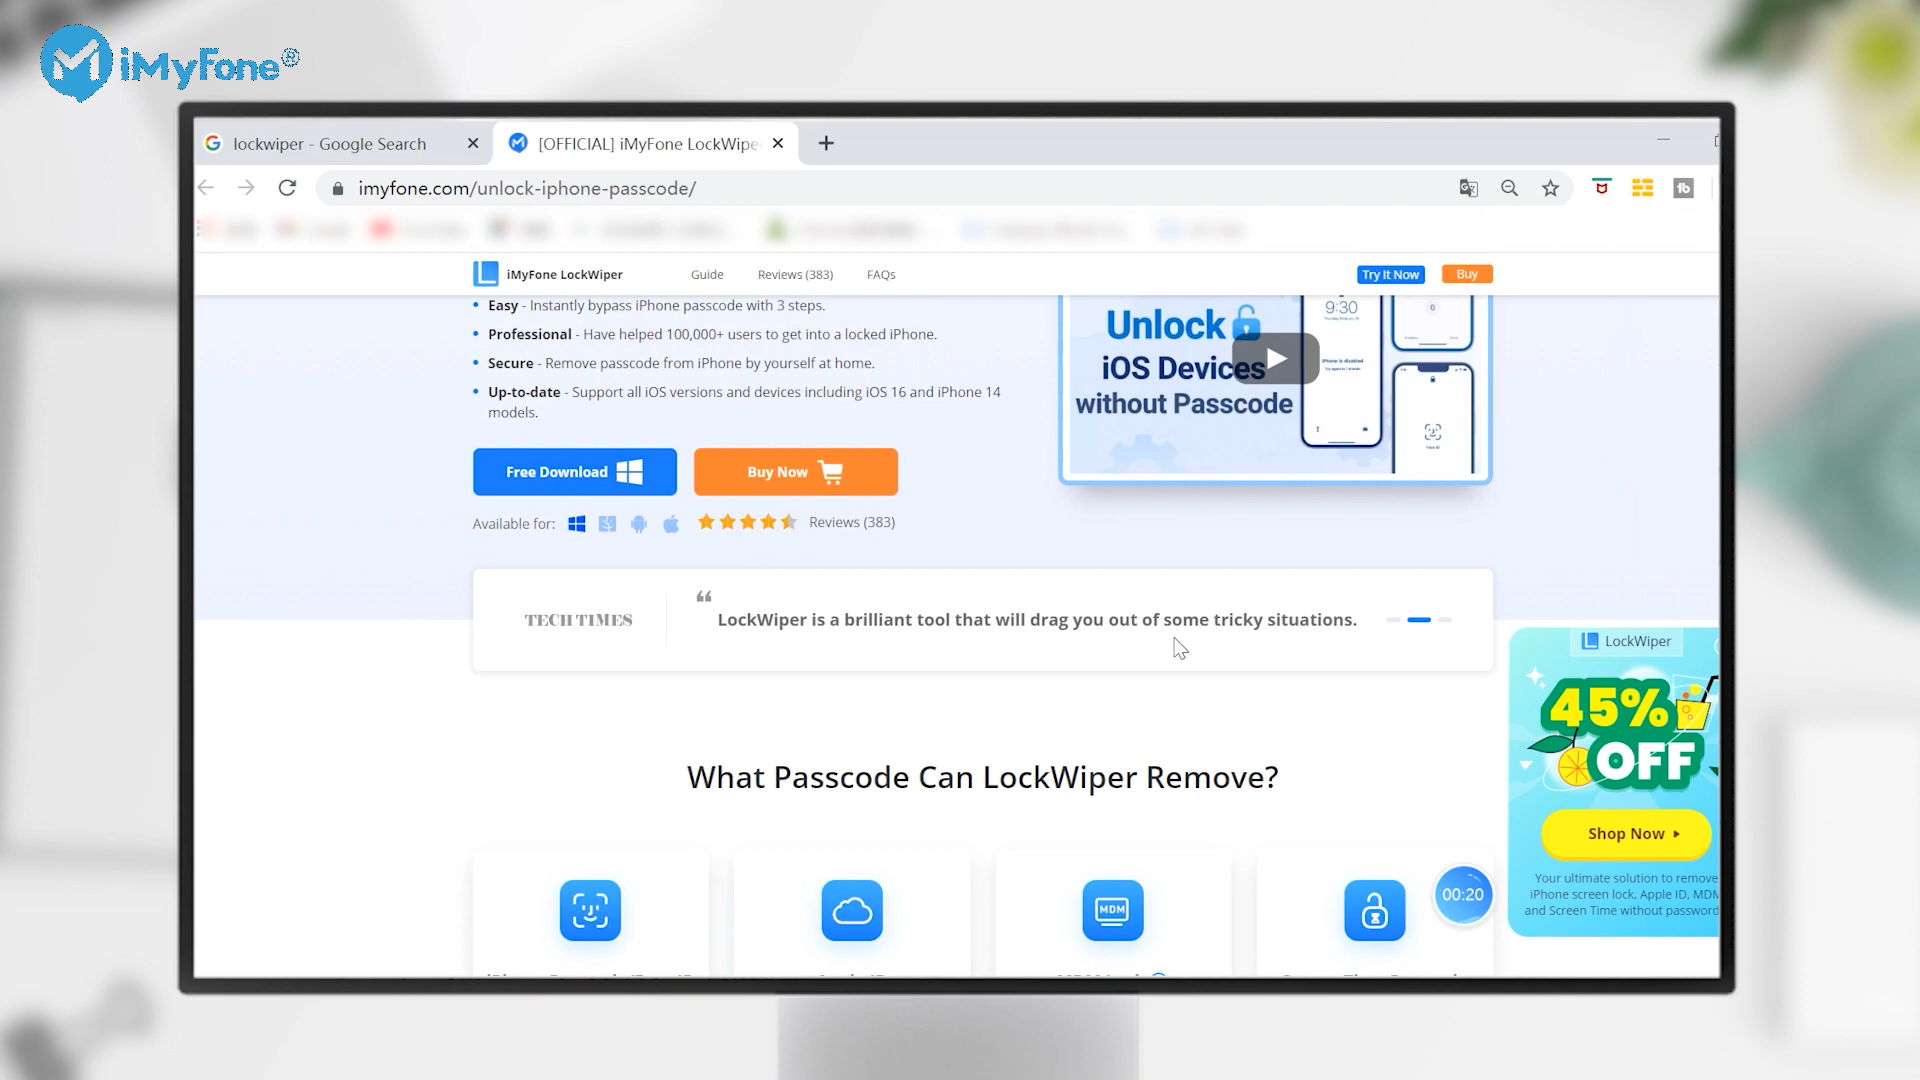 iMyFone®
lockwiper - Google Search
[OFFICIAL] iMyFone LockWipe
imyfone.com/unlock-iphone-passcode/
iMyFone LockWiper
Guide
Reviews (383)
FAQs
Try It Now
Buy
Easy - Instantly bypass iPhone passcode with 3 steps.
Professional - Have helped 100,000+ users to get into a locked iPhone.
Secure - Remove passcode from iPhone by yourself at home.
Up-to-date - Support all iOS versions and devices including iOS 16 and iPhone 14
models.
9:30
Unlock
iOS Devices
without Passcode
Free Download
Buy Now
Available for:
Reviews (383)
TECH TIMES
“ LockWiper is a brilliant tool that will drag you out of some tricky situations.
LockWiper
45%
OFF
Shop Now
Your ultimate solution to remove
iPhone screen lock, Apple ID, MDM
and Screen Time without password
What Passcode Can LockWiper Remove?
MDM
00:20